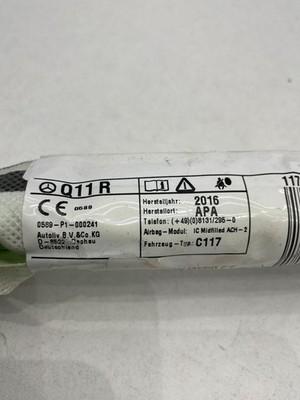 Q11 R
CE 0589
0589-P1-000241
Autoliv B.V.&Co.KG
Deutschland
Herstelljahr: 2016
Herstellort: APA
Telefon: (+49)(0)8131/295-0
Airbag-Modul: IC Midfilled ACH-2
Fahrzeug-Typ: C117
117